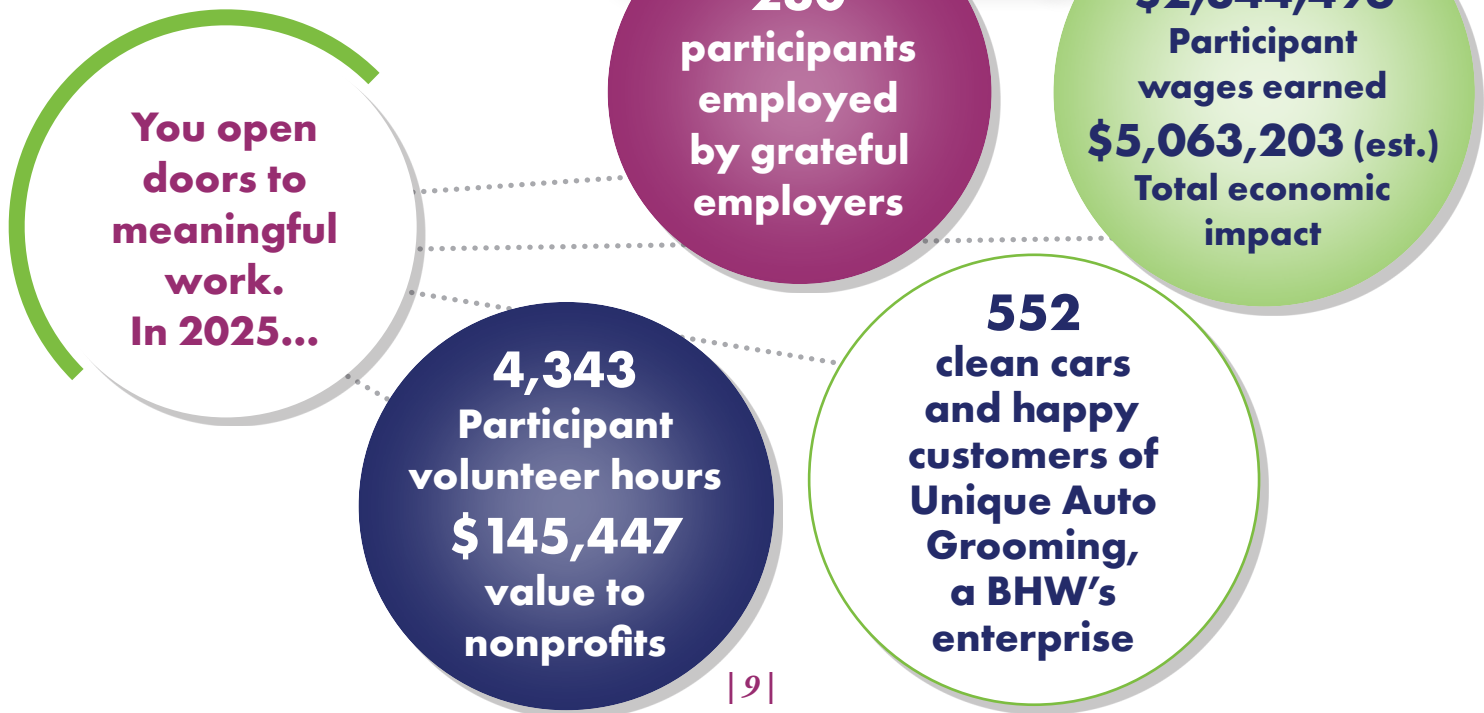 You open
doors to
meaningful
work.
In 2025...
participants
employed
by grateful
employers
Participant
wages earned
$5,063,203 (est.)
Total economic
impact
4,343
Participant
volunteer hours
$145,447
value to
nonprofits
552
clean cars
and happy
customers of
Unique Auto
Grooming,
a BHW’s
enterprise
|9|